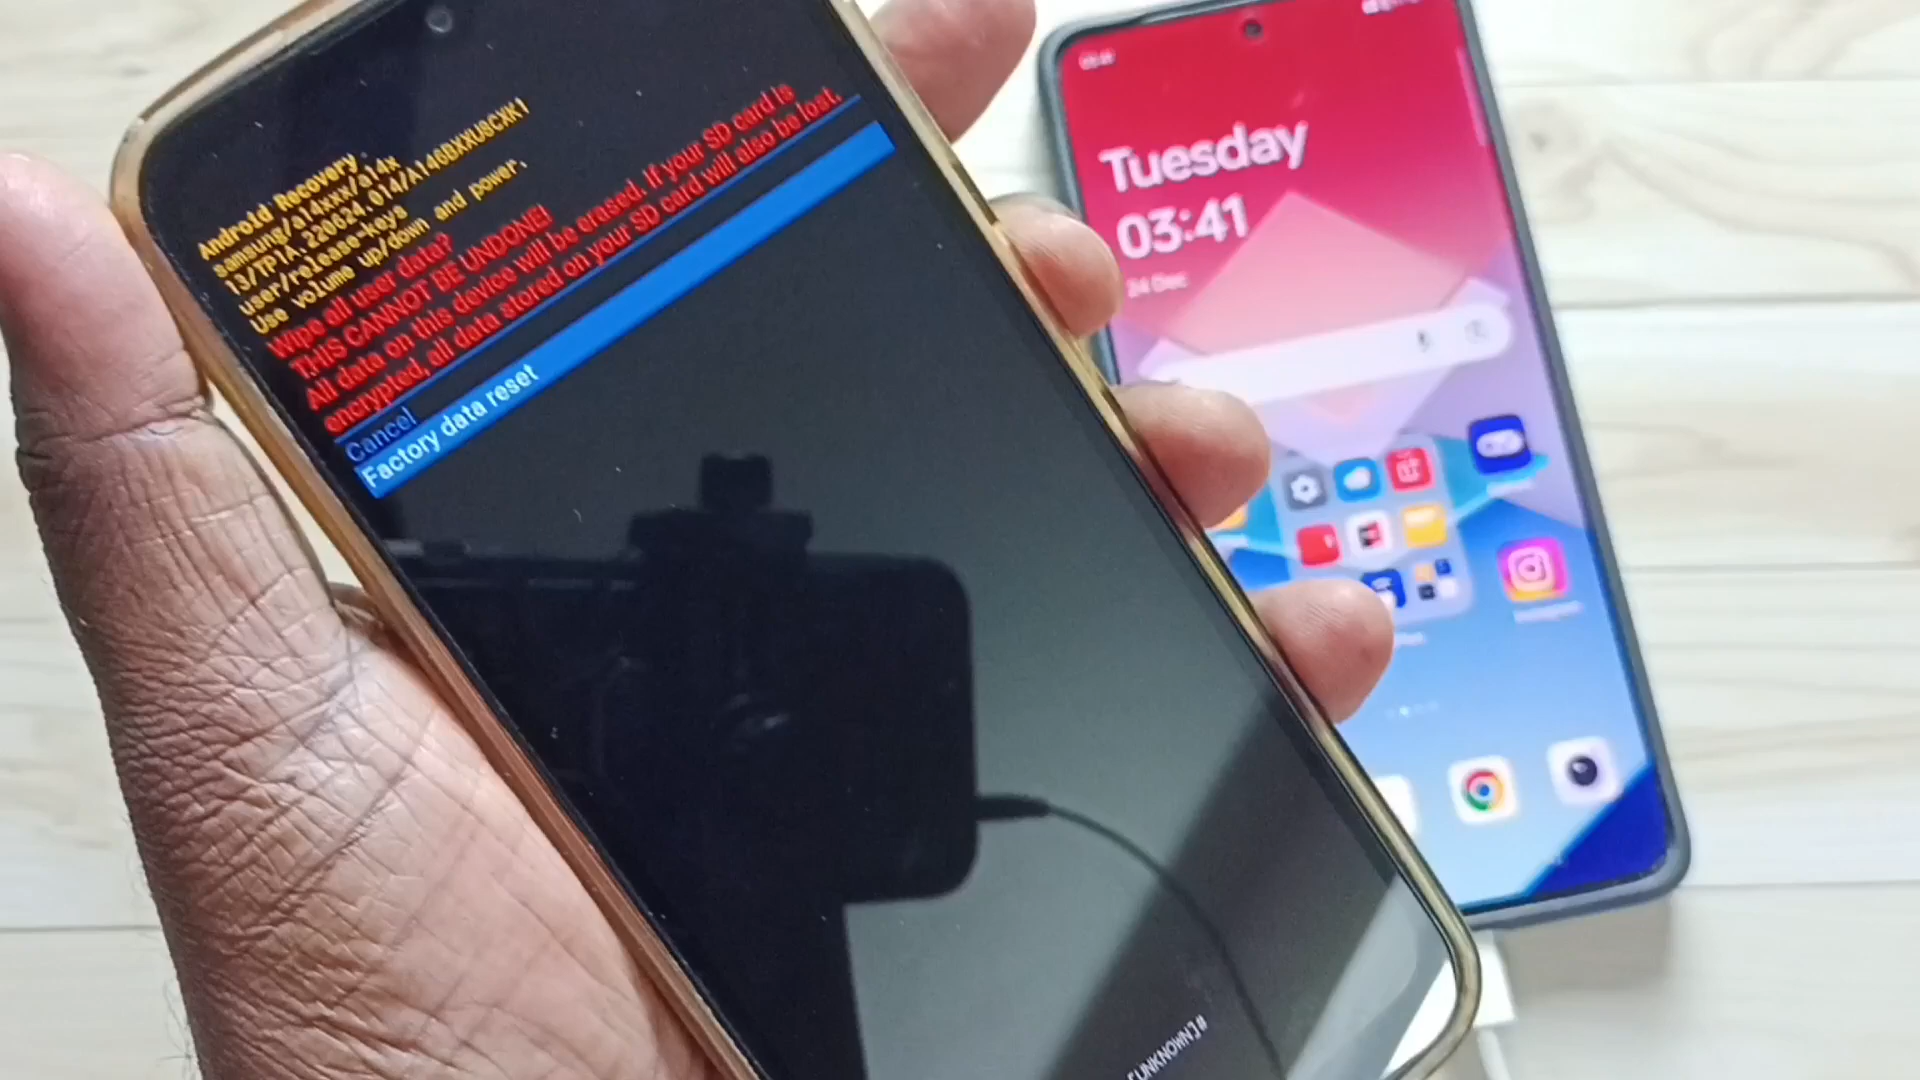 Android Recovery
samsung/a14xxx/a14x
13/TP1A.220624.014/A146BXXU8CXK1
user/release-keys
Use volume up/down and power.
Wipe all user data?
THIS CANNOT BE UNDONE!
All data on this device will be erased. If your SD card is
encrypted, all data stored on your SD card will also be lost.
Cancel
Factory data reset
[UNKNOWN]#
Tuesday
03:41
24 Dec